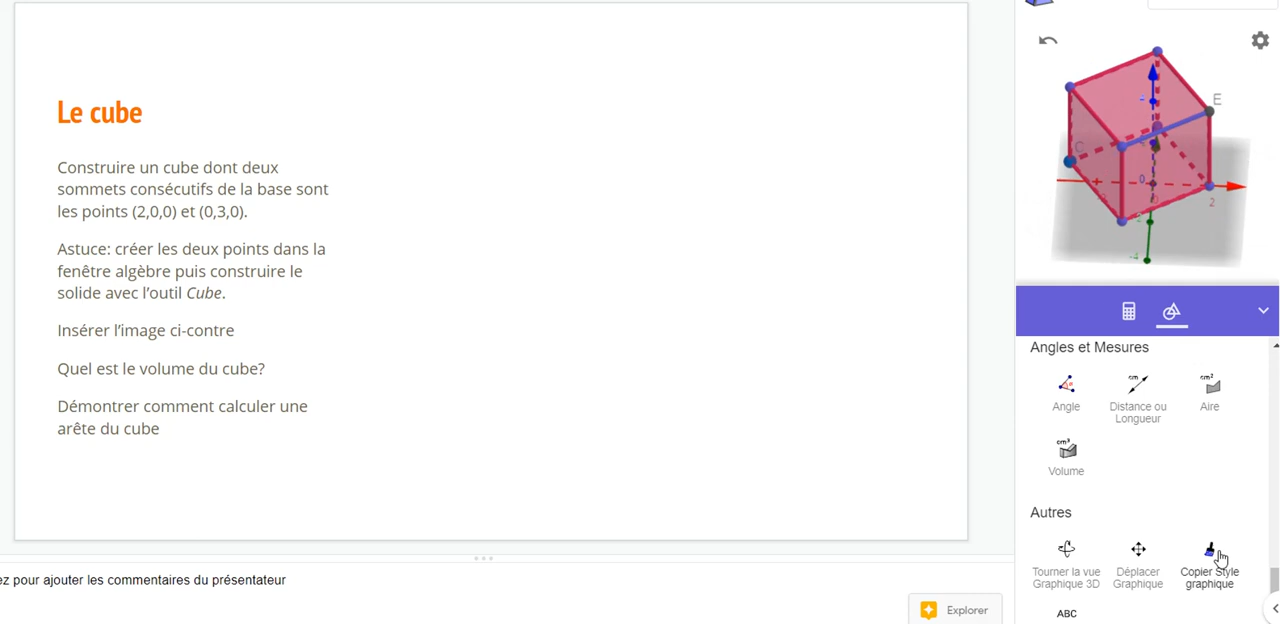 Le cube
Construire un cube dont deux
sommets consécutifs de la base sont
les points (2,0,0) et (0,3,0).
Astuce: créer les deux points dans la
fenêtre algèbre puis construire le
solide avec l'outil Cube.
Insérer l'image ci-contre
Quel est le volume du cube?
Démontrer comment calculer une
arête du cube
ez pour ajouter les commentaires du présentateur
Explorer
E
C
0
2
Angles et Mesures
cm
cm²
Angle
Distance ou
Longueur
Aire
cm³
Volume
Autres
Tourner la vue
Graphique 3D
Déplacer
Graphique
Copier Style
graphique
ABC